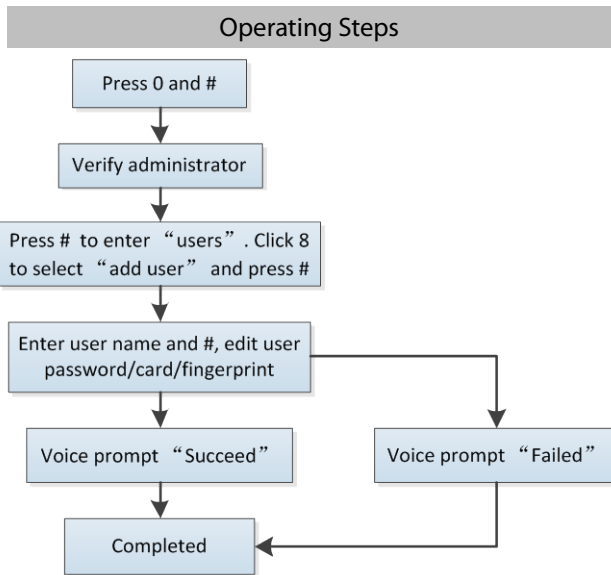 Operating Steps
Press 0 and #
Verify administrator
Press # to enter “users” . Click 8
to select “add user” and press #
Enter user name and #, edit user
password/card/fingerprint
Voice prompt “Succeed”
Voice prompt “Failed”
Completed